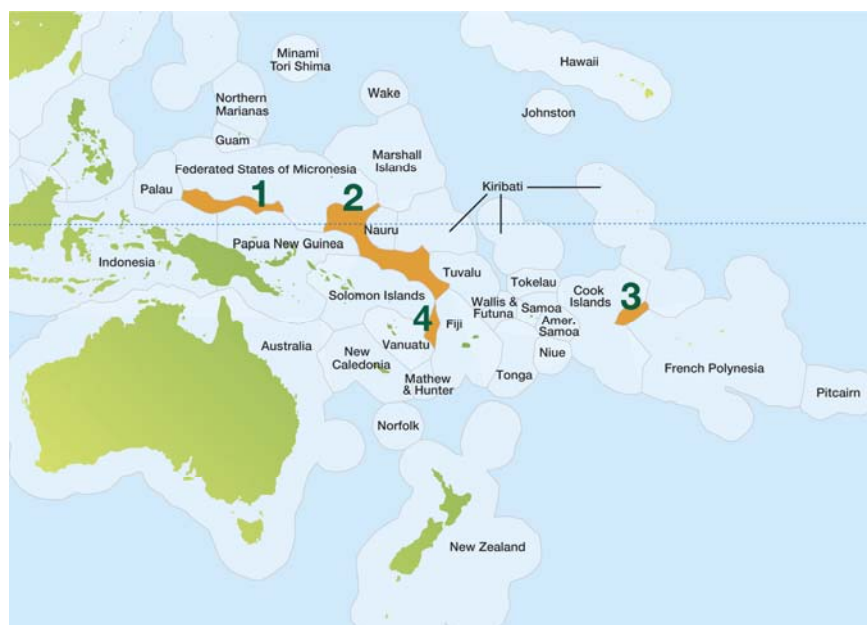 Minami
Tori Shima
Hawaii
Northern
Marianas
Wake
Johnston
Guam
Marshall
Islands
Federated States of Micronesia
Palau
1
2
Kiribati
Nauru
Papua New Guinea
Indonesia
Tuvalu
Tokelau
Cook
Islands
3
Solomon Islands
Wallis &
Futuna
Samoa
Amer.
Samoa
4
Fiji
Vanuatu
Australia
New
Caledonia
Niue
French Polynesia
Tonga
Mathew
& Hunter
Pitcairn
Norfolk
New Zealand